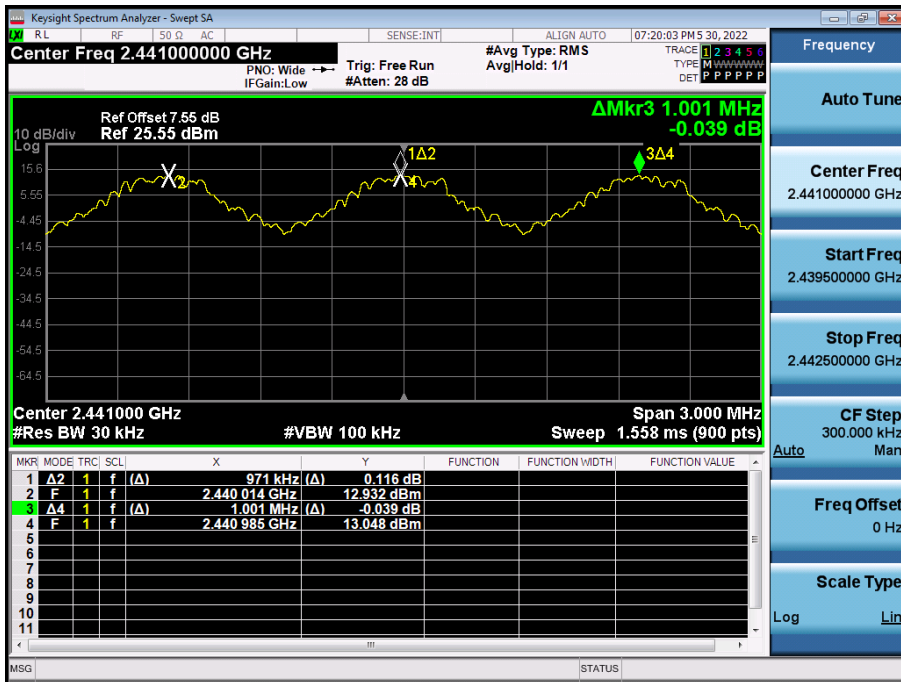 Keysight Spectrum Analyzer - Swept SA
LXI RL RF 50 Ω AC SENSE:INT ALIGN AUTO 07:20:03 PM 5 30, 2022
Center Freq 2.441000000 GHz
PNO: Wide
IFGain:Low
Trig: Free Run
#Atten: 28 dB
#Avg Type: RMS
Avg|Hold: 1/1
TRACE 1 2 3 4 5 6
TYPE M WWWWW
DET P P P P P P
Ref Offset 7.55 dB
10 dB/div Ref 25.55 dBm
Log
ΔMkr3 1.001 MHz
-0.039 dB
15.6
5.55
-4.45
-14.5
-24.5
-34.5
-44.5
-54.5
-64.5
2
1Δ2
4
3Δ4
Center 2.441000 GHz Span 3.000 MHz
#Res BW 30 kHz #VBW 100 kHz Sweep 1.558 ms (900 pts)
MKR MODE TRC SCL X Y FUNCTION FUNCTION WIDTH FUNCTION VALUE
1 Δ2 1 f (Δ) 971 kHz (Δ) 0.116 dB
2 F 1 f 2.440 014 GHz 12.932 dBm
3 Δ4 1 f (Δ) 1.001 MHz (Δ) -0.039 dB
4 F 1 f 2.440 985 GHz 13.048 dBm
5
6
7
8
9
10
11
MSG STATUS
Frequency
Auto Tune
Center Freq
2.441000000 GHz
Start Freq
2.439500000 GHz
Stop Freq
2.442500000 GHz
CF Step
300.000 kHz
Auto Man
Freq Offset
0 Hz
Scale Type
Log Lin